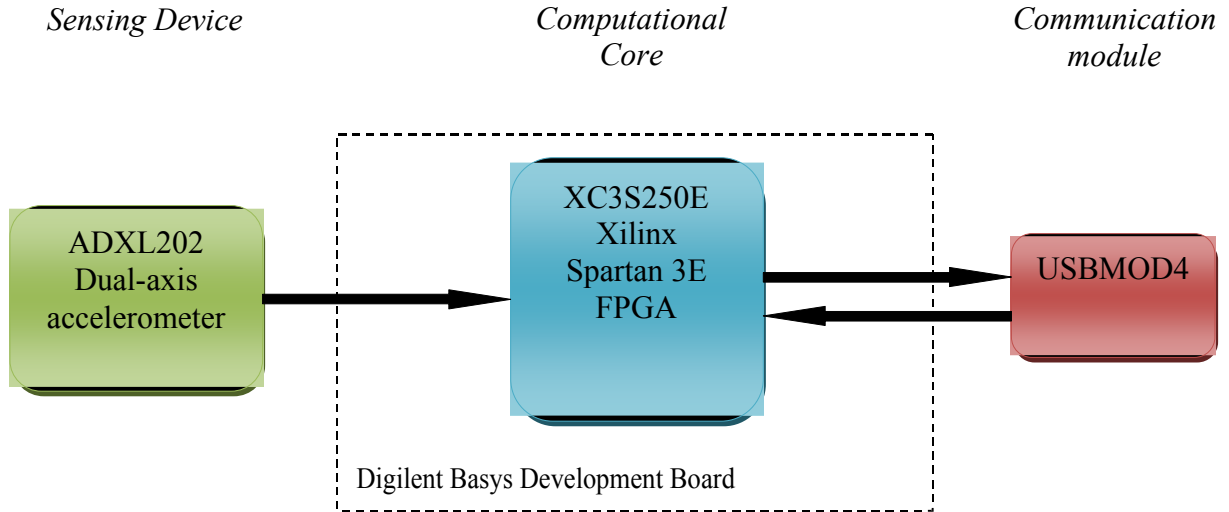 Sensing Device
Computational
Core
Communication
module
ADXL202
Dual-axis
accelerometer
XC3S250E
Xilinx
Spartan 3E
FPGA
USBMOD4
Digilent Basys Development Board